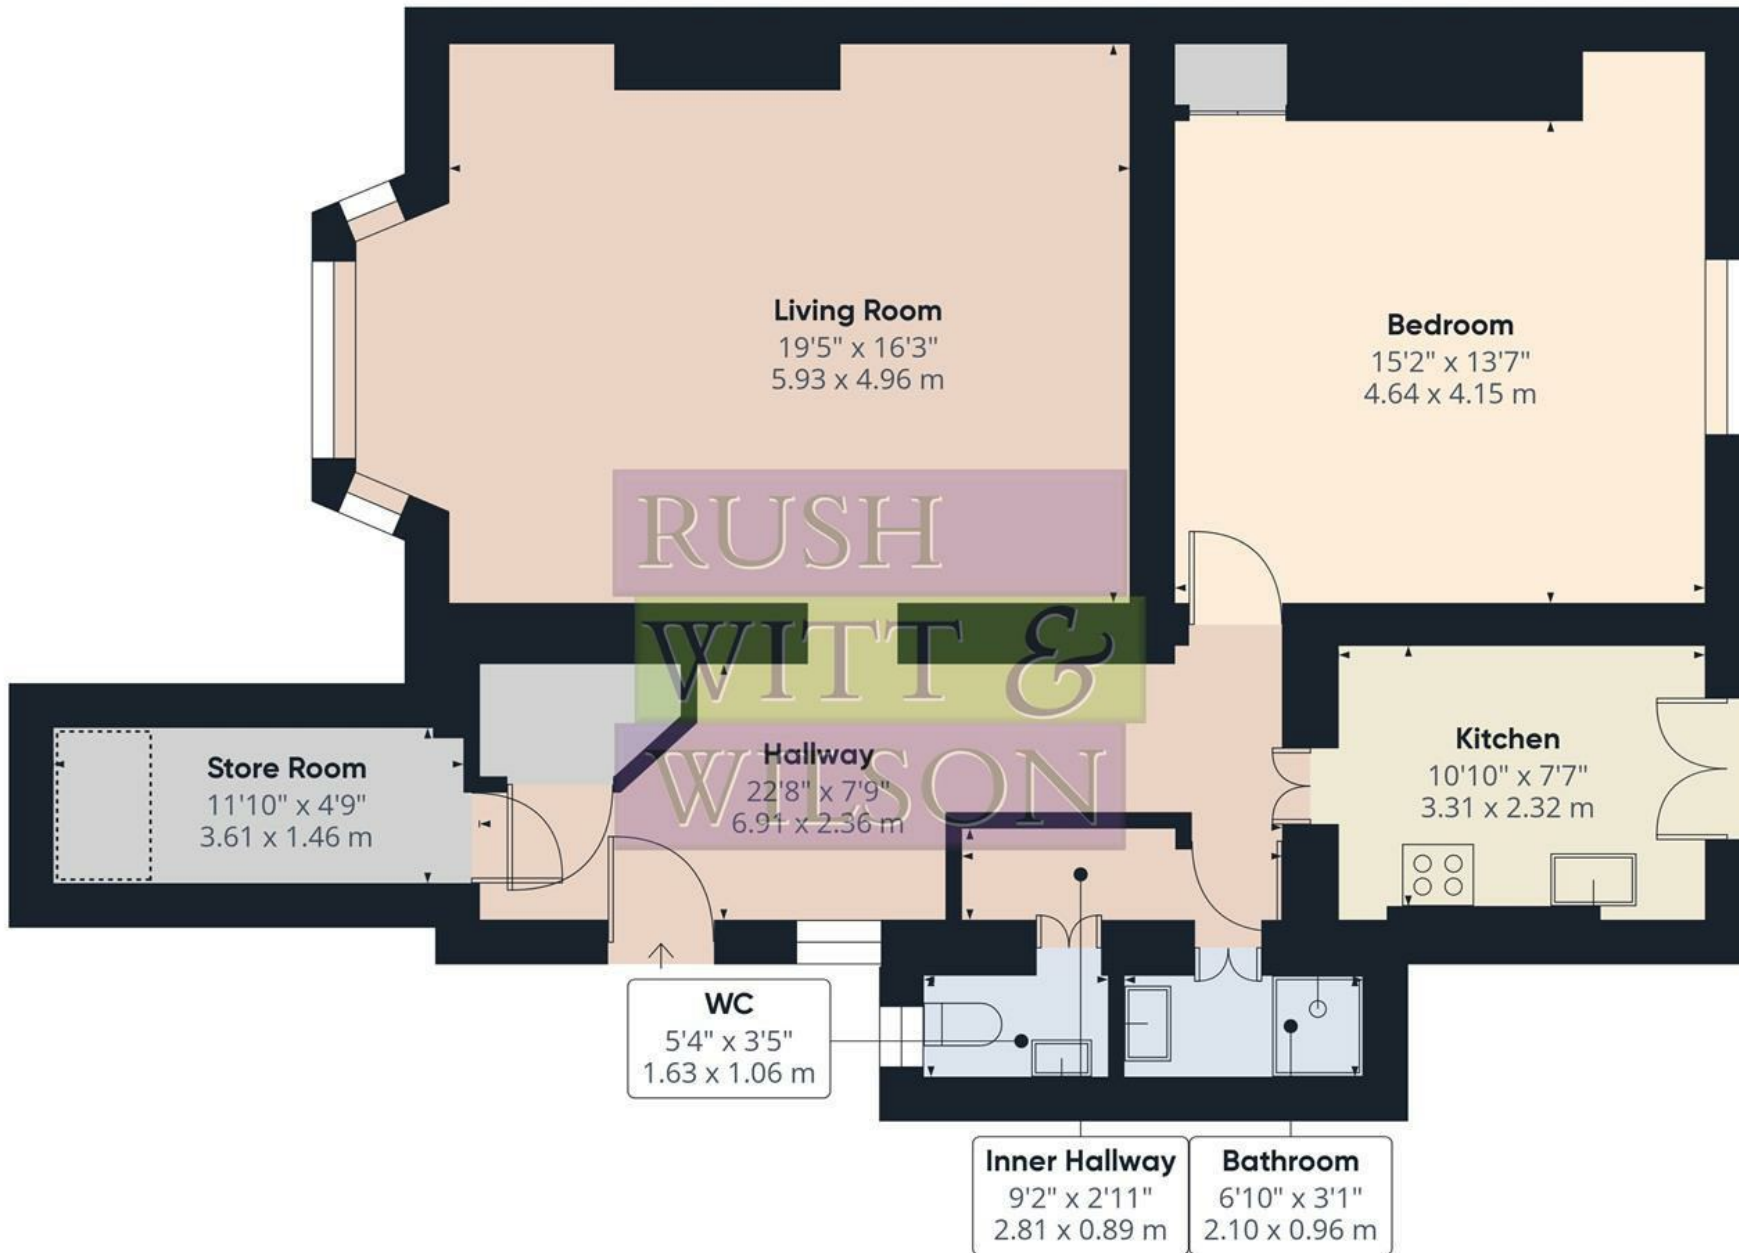 Living Room
19'5" x 16'3"
5.93 x 4.96 m
Bedroom
15'2" x 13'7"
4.64 x 4.15 m
RUSH
WITT &
WILSON
Store Room
11'10" x 4'9"
3.61 x 1.46 m
Hallway
22'8" x 7'9"
6.91 x 2.36 m
Kitchen
10'10" x 7'7"
3.31 x 2.32 m
WC
5'4" x 3'5"
1.63 x 1.06 m
Inner Hallway
9'2" x 2'11"
2.81 x 0.89 m
Bathroom
6'10" x 3'1"
2.10 x 0.96 m